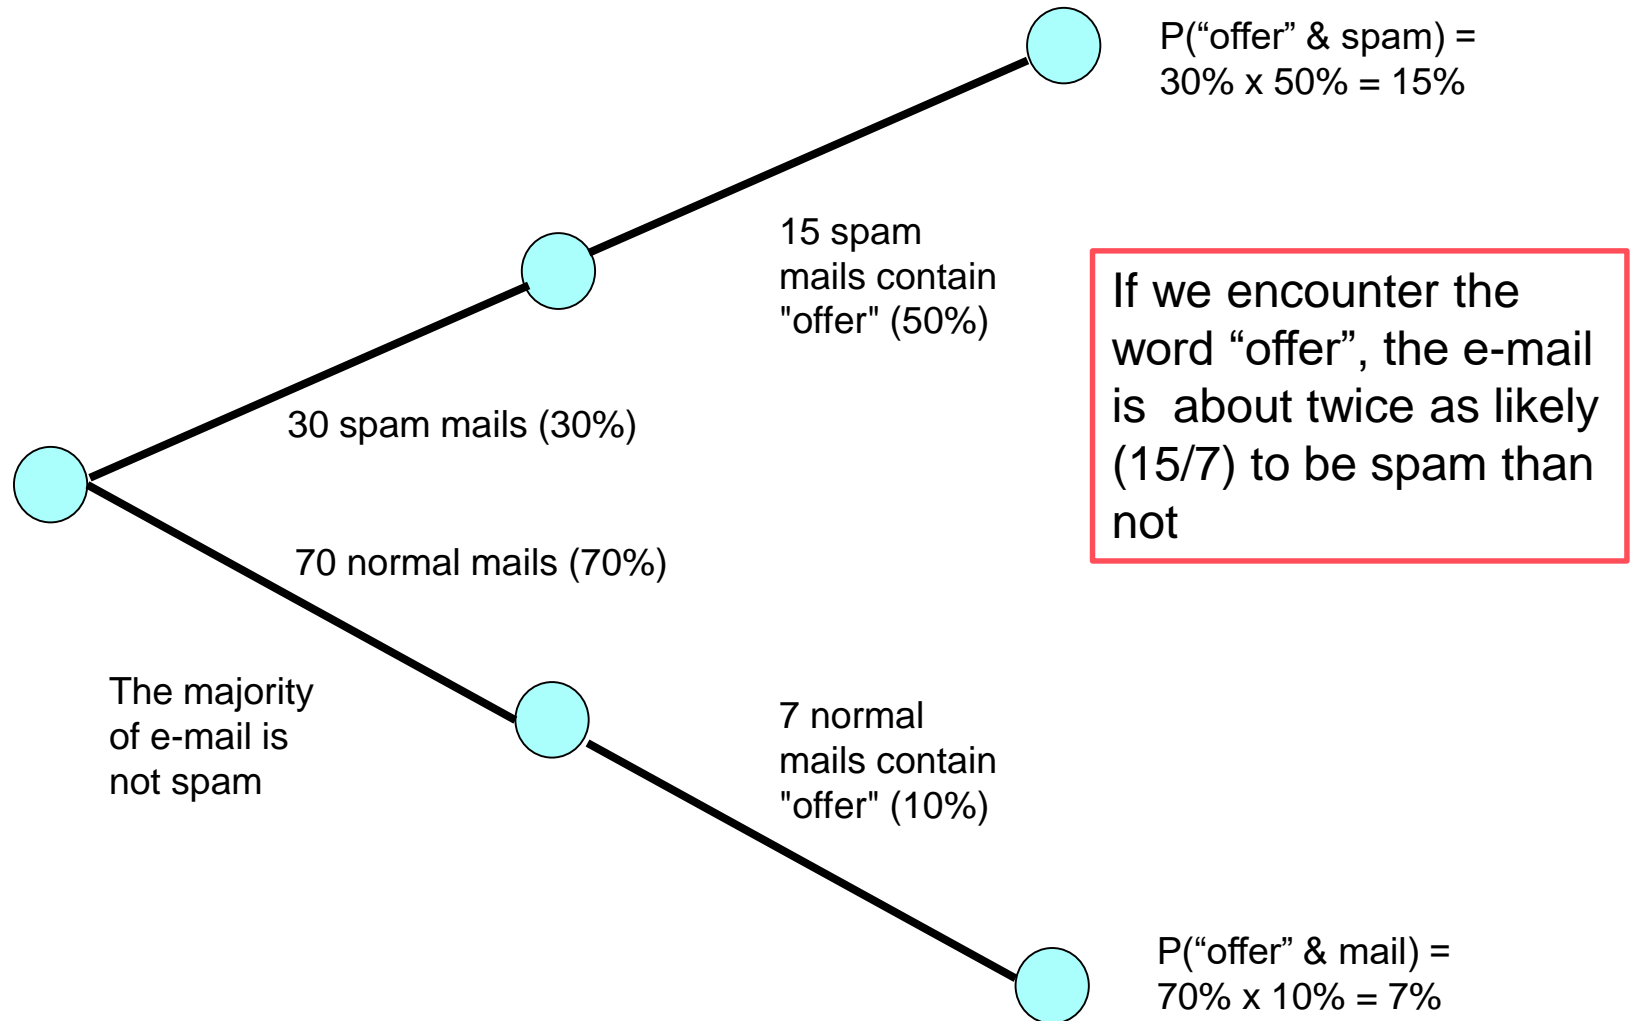 P(“offer” & spam) =
30% x 50% = 15%
15 spam
mails contain
"offer" (50%)
If we encounter the
word “offer”, the e-mail
is  about twice as likely
(15/7) to be spam than
not
30 spam mails (30%)
70 normal mails (70%)
The majority
of e-mail is
not spam
7 normal
mails contain
"offer" (10%)
P(“offer” & mail) =
70% x 10% = 7%